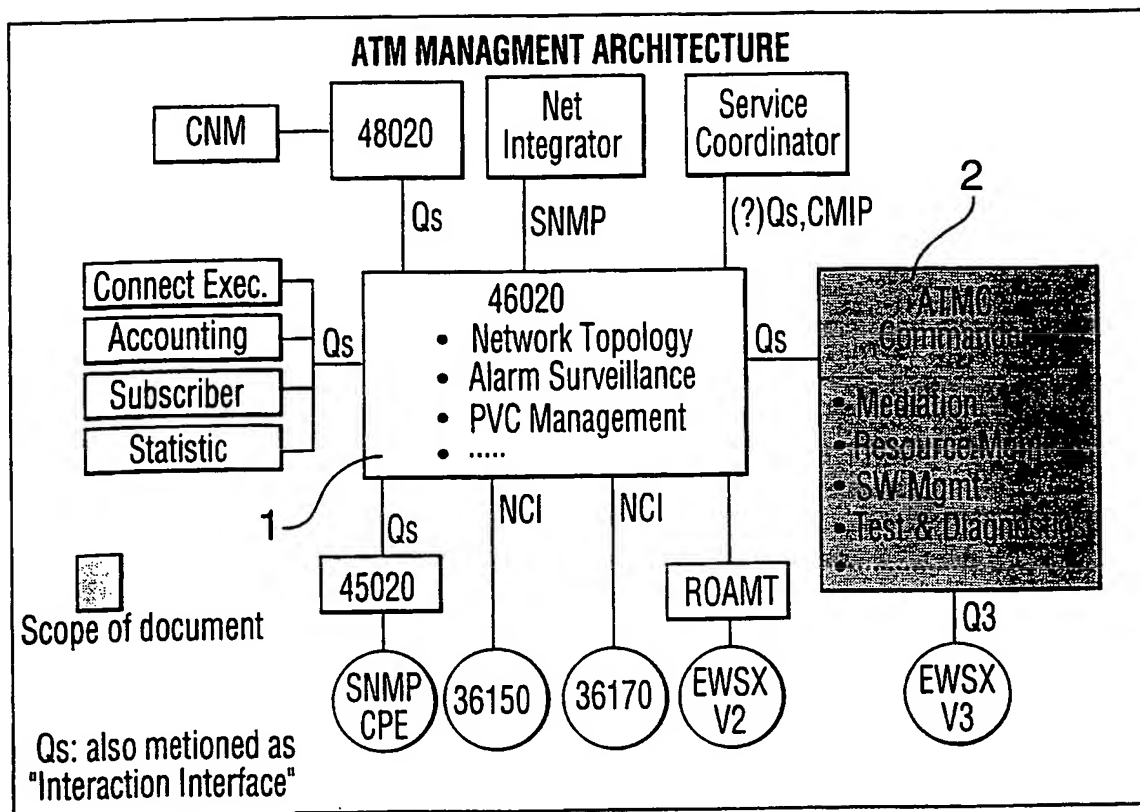 ATM MANAGMENT ARCHITECTURE
CNM
48020
Net
Integrator
Service
Coordinator
2
Qs
SNMP
(?)Qs,CMIP
Connect Exec.
Accounting
Subscriber
Statistic
Qs
46020
• Network Topology
• Alarm Surveillance
• PVC Management
• .....
Qs
ATMC
• Mediation
• Resource Mgmt
• SW Mgmt
• Test & Diagnostics
• ..............
1
Qs
NCI
NCI
45020
ROAMT
Q3
Scope of document
SNMP
CPE
36150
36170
EWSX
V2
EWSX
V3
Qs: also metioned as
"Interaction Interface"